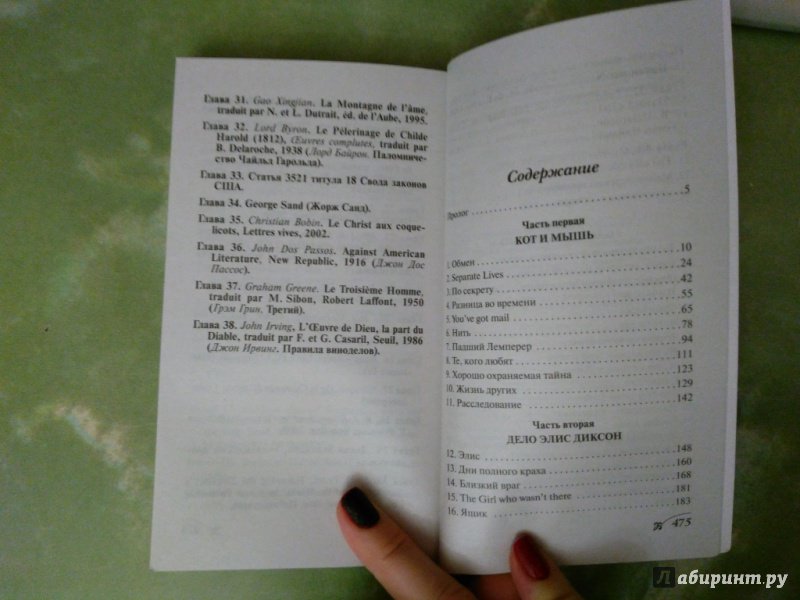 Глава 31. Gao Xingjian. La Montagne de l'âme,
traduit par N. et L. Dutrait, éd. de l'Aube, 1995.
Глава 32. Lord Byron. Le Pèlerinage de Childe
Harold (1812), Œuvres complutes, traduit par
B. Delaroche, 1938 (Лорд Байрон. Паломниче-
ство Чайльд Гарольда).
Глава 33. Статья 3521 титула 18 Свода законов
США.
Глава 34. George Sand (Жорж Санд).
Глава 35. Christian Bobin. Le Christ aux coque-
licots, Lettres vives, 2002.
Глава 36. John Dos Passos. Against American
Literature, New Republic, 1916 (Джон Дос
Пассос).
Глава 37. Graham Greene. Le Troisième Homme,
traduit par M. Sibon, Robert Laffont, 1950
(Грэм Грин. Третий).
Глава 38. John Irving, L'Œuvre de Dieu, la part du
Diable, traduit par F. et G. Casaril, Seuil, 1986
(Джон Ирвинг. Правила виноделов).
Содержание
Пролог 5
Часть первая
КОТ И МЫШЬ
1. Обмен 10
2. Separate Lives 24
3. По секрету 42
4. Разница во времени 55
5. You've got mail 65
6. Нить 78
7. Падший Лемперер 94
8. Те, кого любят 111
9. Хорошо охраняемая тайна 123
10. Жизнь других 129
11. Расследование 142
Часть вторая
ДЕЛО ЭЛИС ДИКСОН
12. Элис 148
13. Дни полного краха 160
14. Близкий враг 168
15. The Girl who wasn't there 181
16. Ящик 183
475
Лабиринт.ру